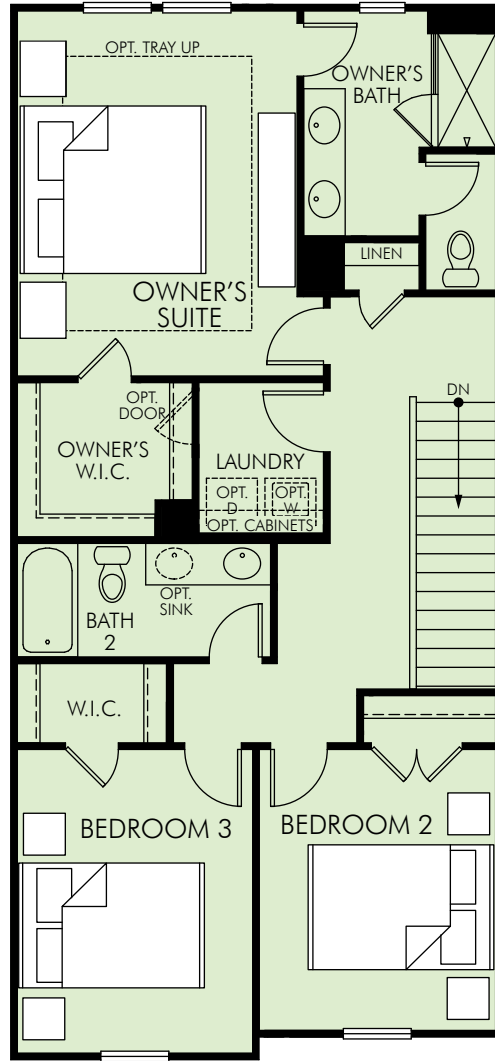 OPT. TRAY UP
OWNER'S
BATH
LINEN
OWNER'S
SUITE
OPT.
DOOR
OWNER'S
W.I.C.
LAUNDRY
OPT.
D
OPT.
W
OPT. CABINETS
DN
OPT.
SINK
BATH
2
W.I.C.
BEDROOM 3
BEDROOM 2